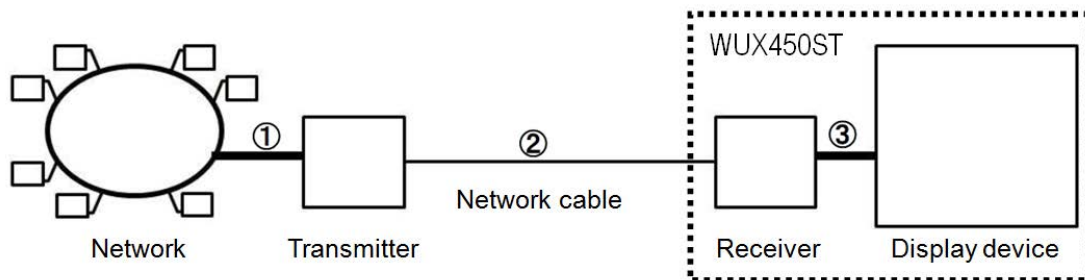 WUX450ST
①
②
③
Network cable
Network
Transmitter
Receiver
Display device